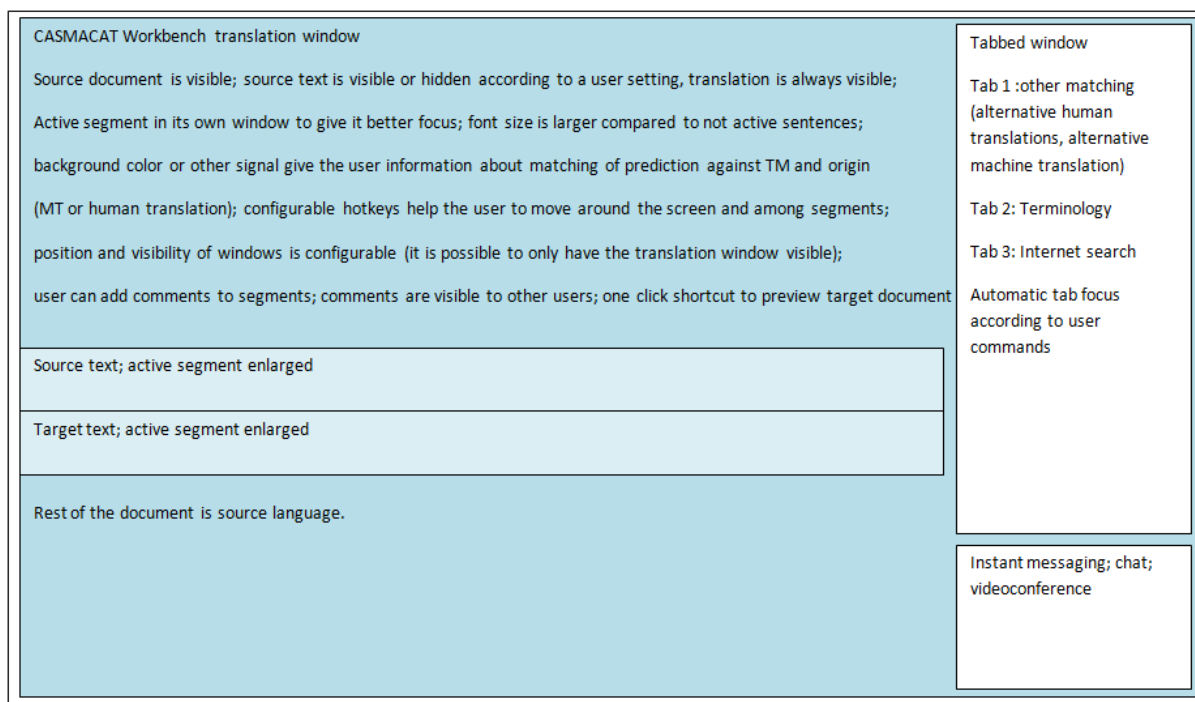 CASMACAT Workbench translation window
Source document is visible; source text is visible or hidden according to a user setting, translation is always visible;
Active segment in its own window to give it better focus; font size is larger compared to not active sentences;
background color or other signal give the user information about matching of prediction against TM and origin
(MT or human translation); configurable hotkeys help the user to move around the screen and among segments;
position and visibility of windows is configurable (it is possible to only have the translation window visible);
user can add comments to segments; comments are visible to other users; one click shortcut to preview target document
Source text; active segment enlarged
Target text; active segment enlarged
Rest of the document is source language.
Tabbed window
Tab 1 :other matching
(alternative human
translations, alternative
machine translation)
Tab 2: Terminology
Tab 3: Internet search
Automatic tab focus
according to user
commands
Instant messaging; chat;
videoconference